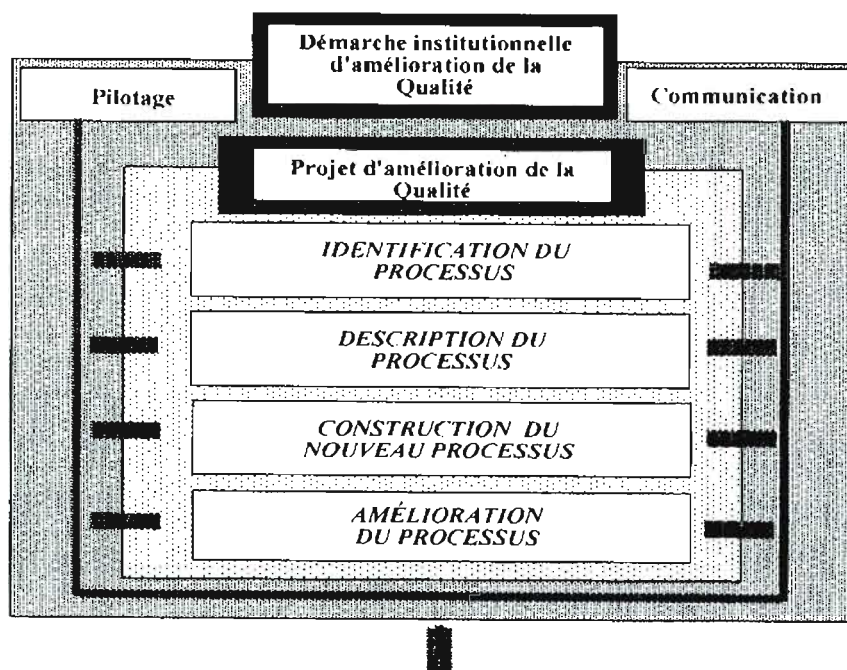 Démarche institutionnelle
d'amélioration de la
Qualité
Pilotage
Communication
Projet d'amélioration de la
Qualité
IDENTIFICATION DU
PROCESSUS
DESCRIPTION DU
PROCESSUS
CONSTRUCTION DU
NOUVEAU PROCESSUS
AMÉLIORATION
DU PROCESSUS